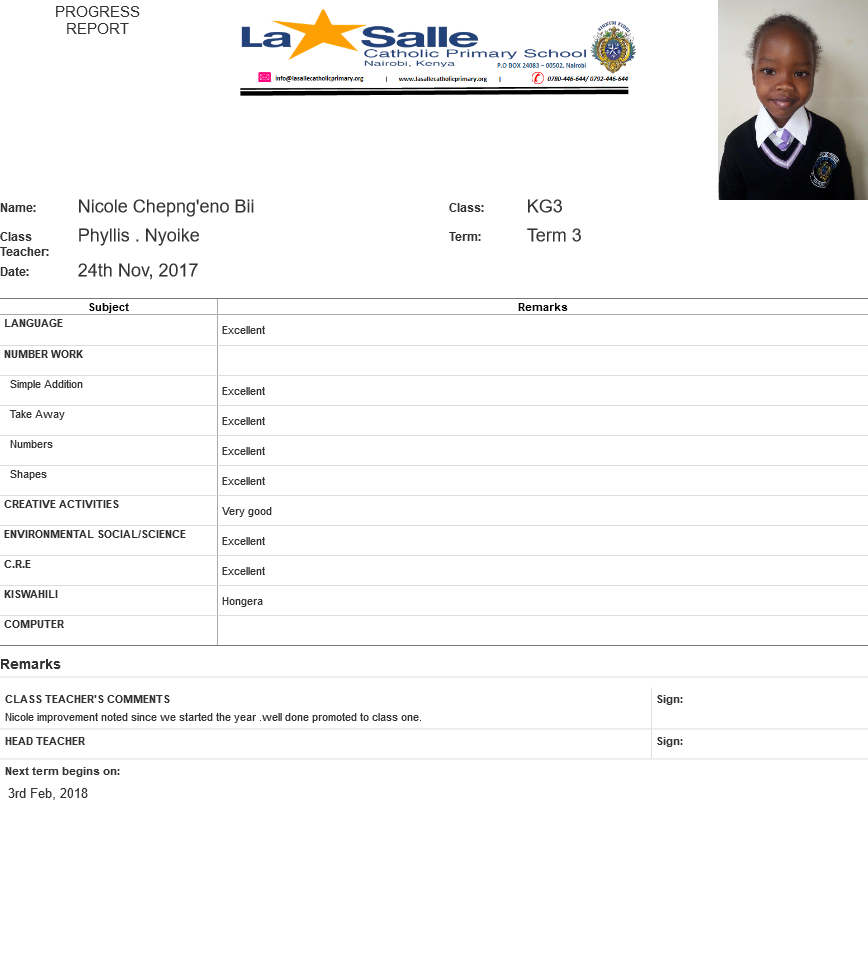 PROGRESS
REPORT
La Salle
Catholic Primary School
Nairobi, Kenya
P.O BOX 24083 – 00502, Nairobi
info@lasallecatholicprimary.org | www.lasallecatholicprimary.org | 0780-446-644/ 0792-446-644
Name: Nicole Chepng'eno Bii Class: KG3
Class Teacher: Phyllis . Nyoike Term: Term 3
Date: 24th Nov, 2017
Subject Remarks
LANGUAGE Excellent
NUMBER WORK
Simple Addition Excellent
Take Away Excellent
Numbers Excellent
Shapes Excellent
CREATIVE ACTIVITIES Very good
ENVIRONMENTAL SOCIAL/SCIENCE Excellent
C.R.E Excellent
KISWAHILI Hongera
COMPUTER
Remarks
CLASS TEACHER'S COMMENTS Sign:
Nicole improvement noted since we started the year .well done promoted to class one.
HEAD TEACHER Sign:
Next term begins on:
3rd Feb, 2018